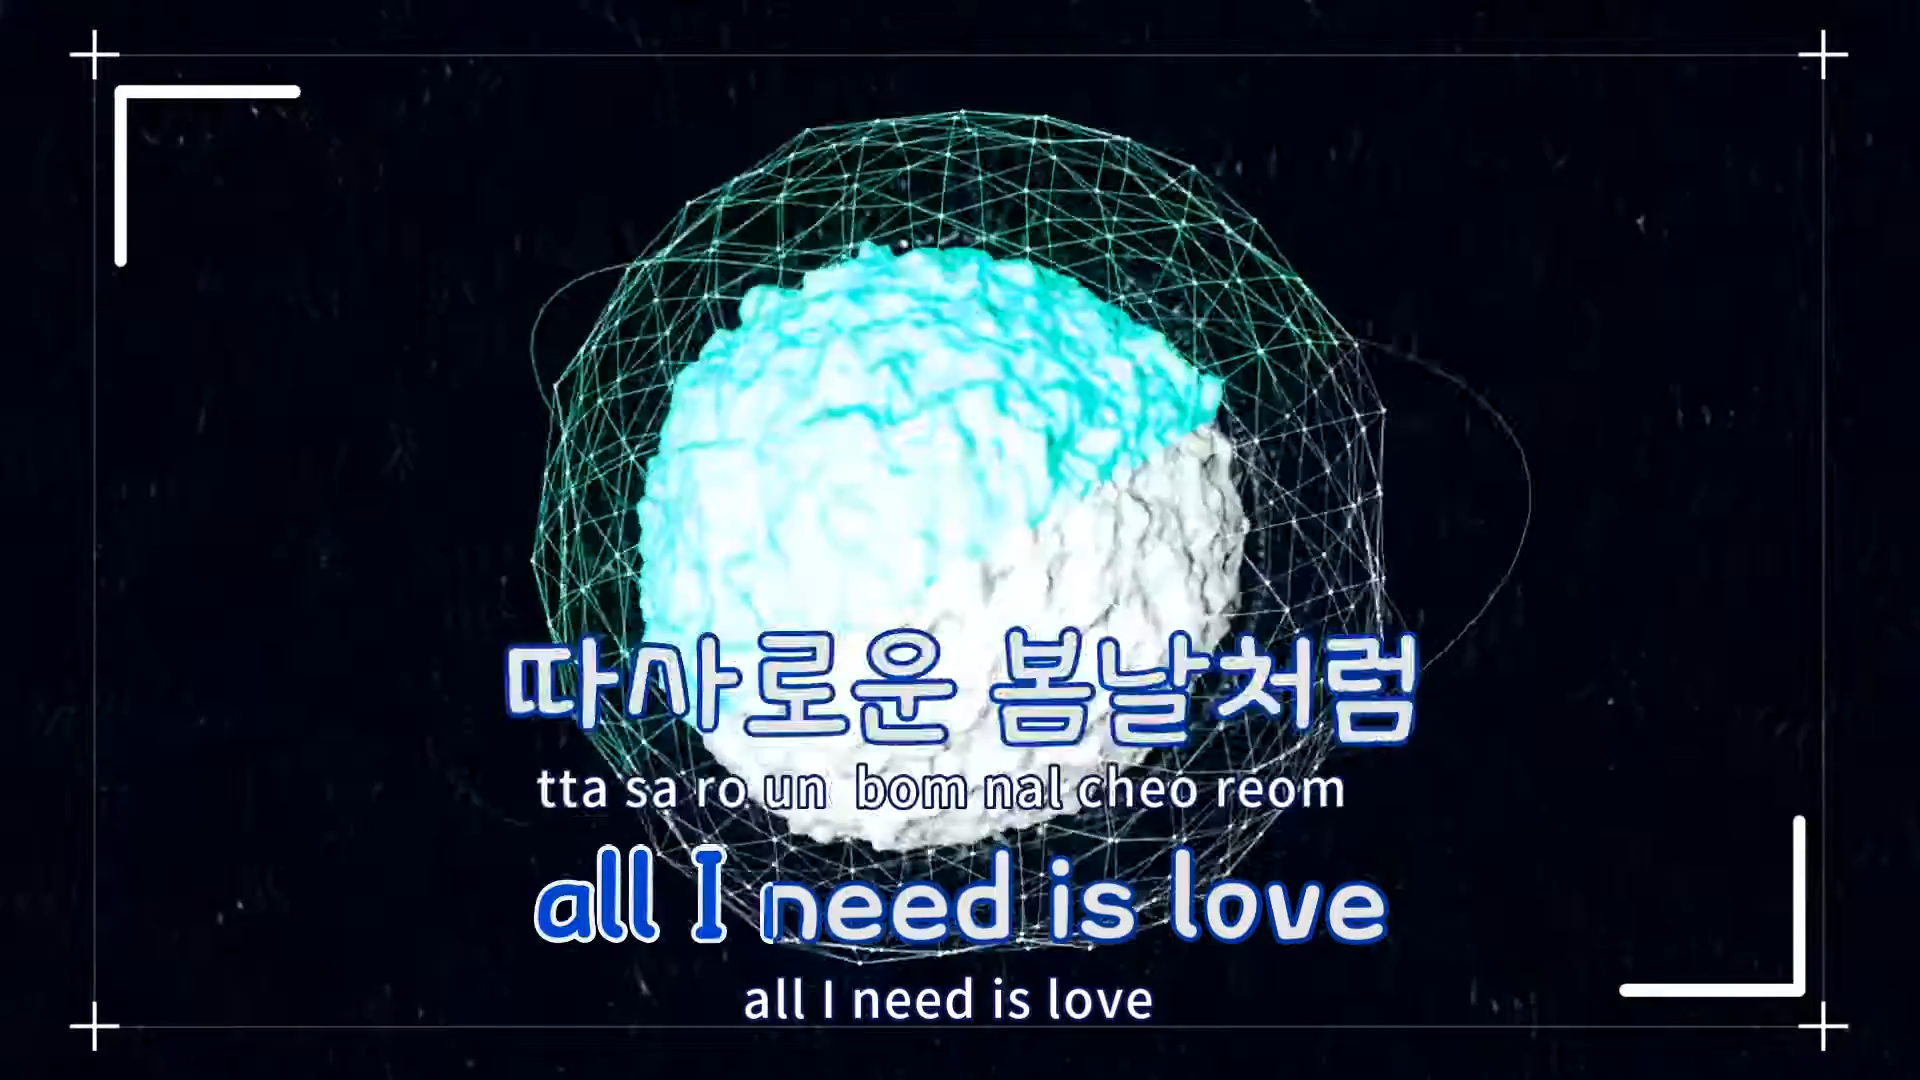 따사로운 봄날처럼
tta sa ro un bom nal cheo reom
all I need is love
all I need is love